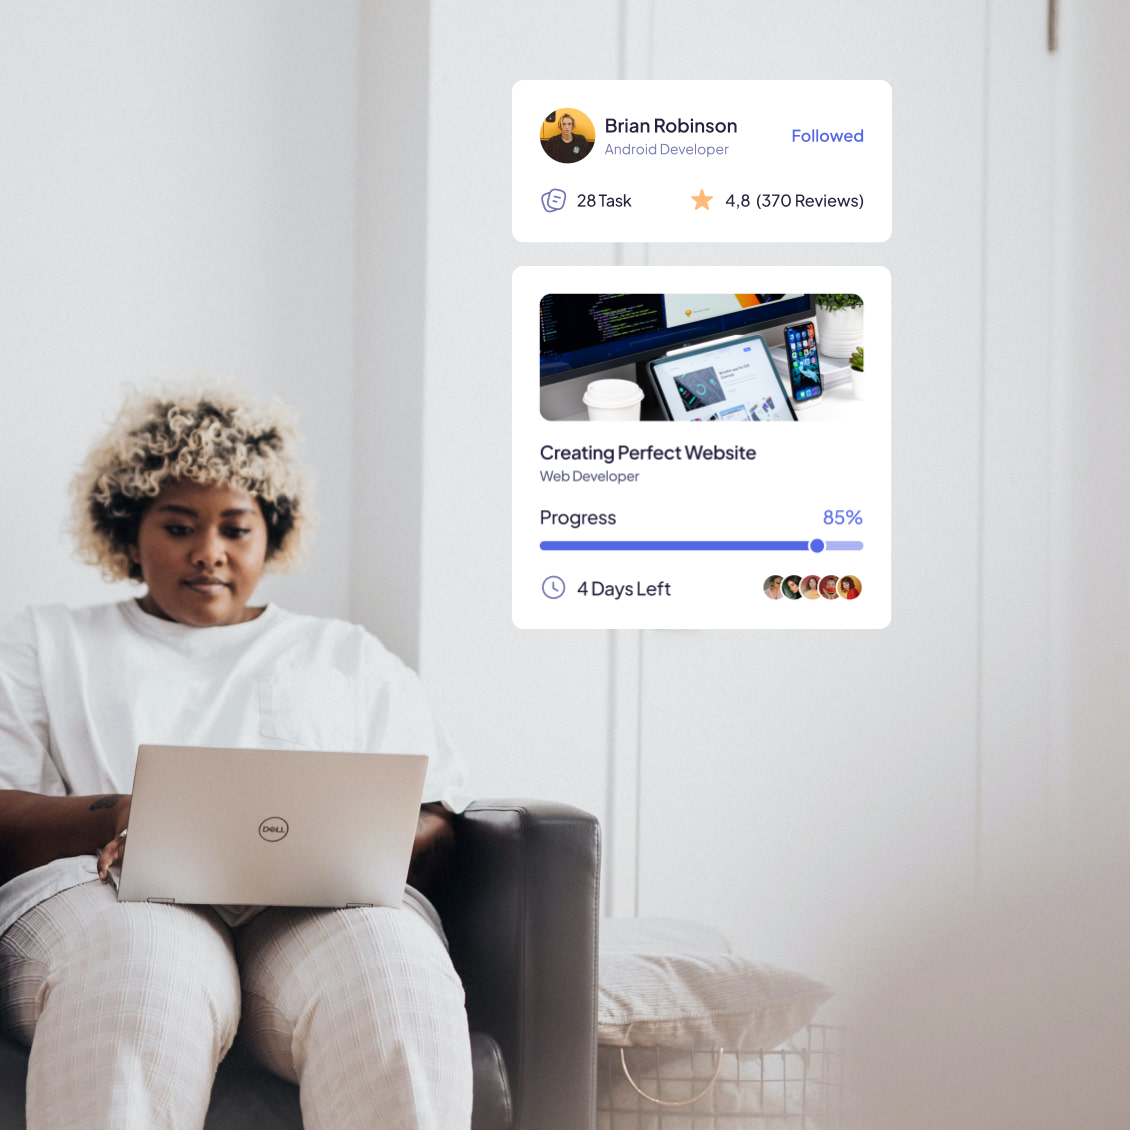 Brian Robinson
Followed
Android Developer
28 Task
4,8 (370 Reviews)
Creating Perfect Website
Web Developer
Progress
85%
4 Days Left
DELL